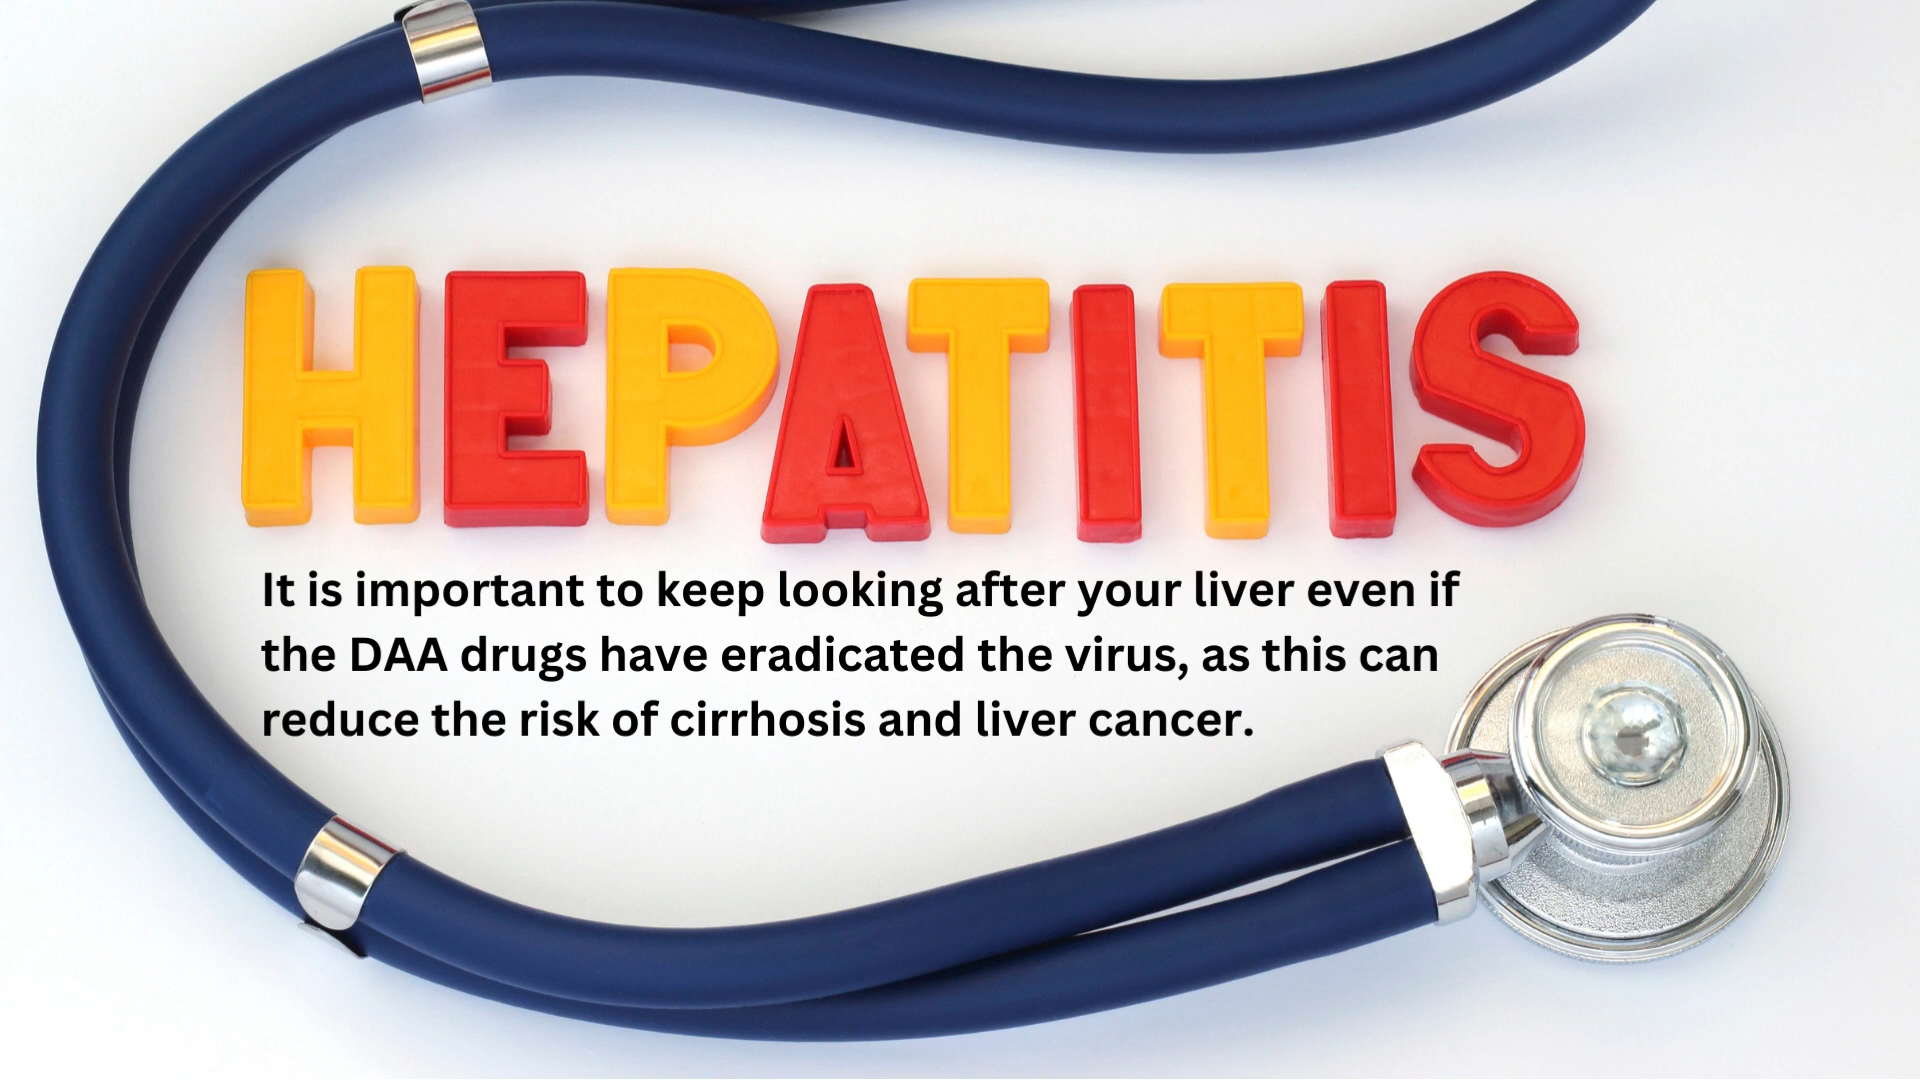 HEPATITIS
It is important to keep looking after your liver even if
the DAA drugs have eradicated the virus, as this can
reduce the risk of cirrhosis and liver cancer.